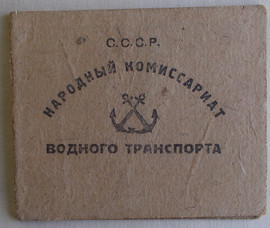 С.С.С.Р.
НАРОДНЫЙ КОМИССАРИАТ
ВОДНОГО ТРАНСПОРТА